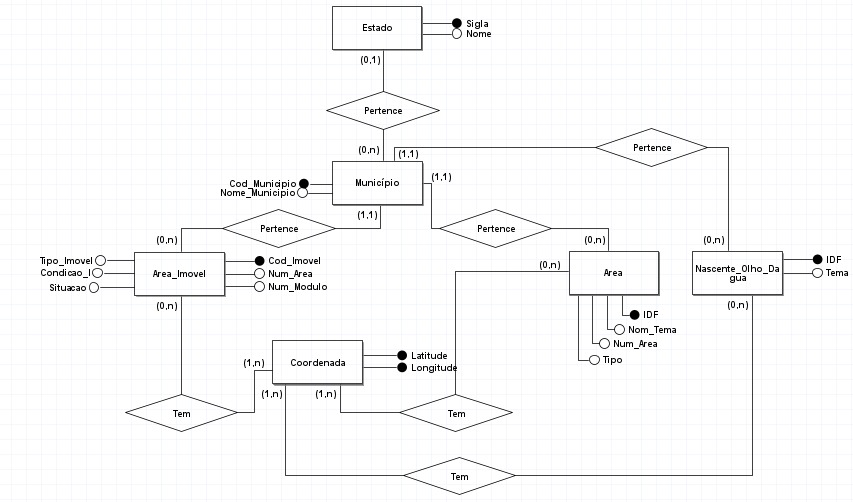 Estado
Sigla
Nome
(0,1)
Pertence
(0,n)
(1,1)
Pertence
Município
(1,1)
Cod_Municipio
Nome_Municipio
(1,1)
Pertence
Pertence
(0,n)
(0,n)
(0,n)
Tipo_Imovel
Condicao_I
Situacao
Area_Imovel
Cod_Imovel
Num_Area
Num_Modulo
(0,n)
Area
Nascente_Olho_Da
gua
IDF
Tema
(0,n)
(0,n)
IDF
Nom_Tema
Num_Area
Tipo
Coordenada
Latitude
Longitude
(1,n)
(1,n)
(1,n)
Tem
Tem
Tem